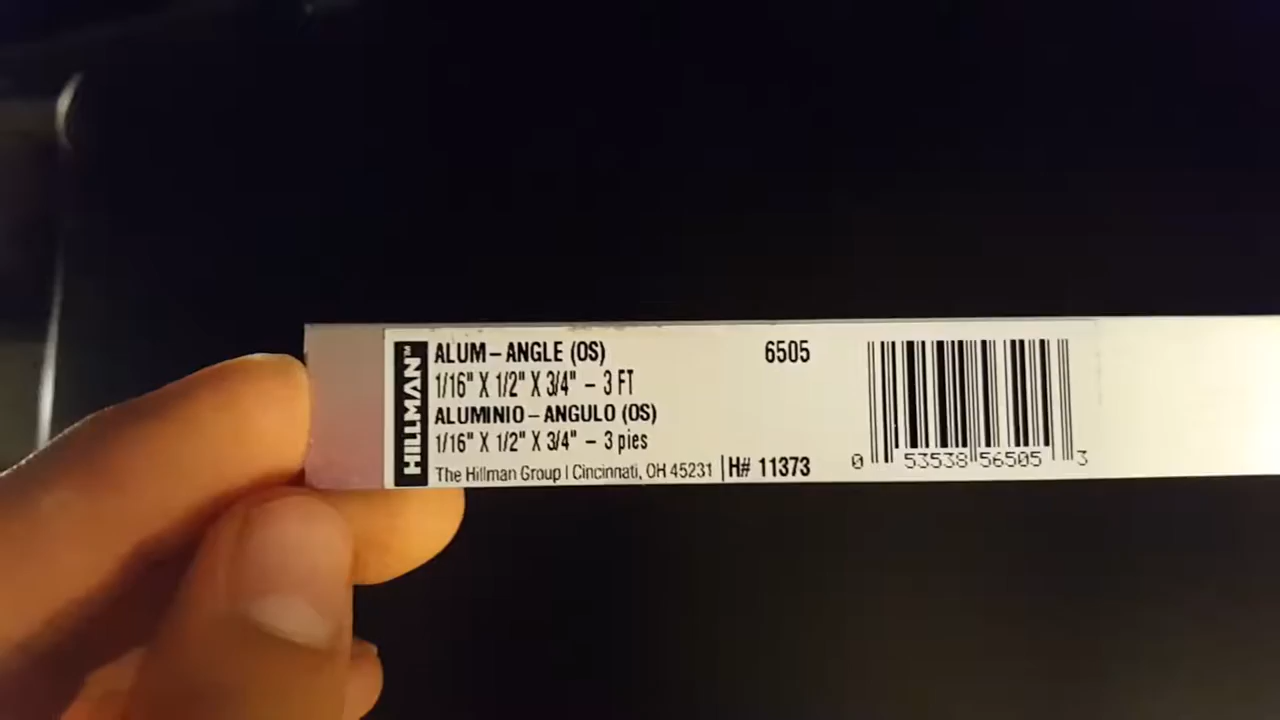 HILLMAN™
ALUM-ANGLE (OS) 6505
1/16" X 1/2" X 3/4" - 3 FT
ALUMINIO-ANGULO (OS)
1/16" X 1/2" X 3/4" - 3 pies
The Hillman Group | Cincinnati, OH 45231 | H# 11373
0 53538 56505 3